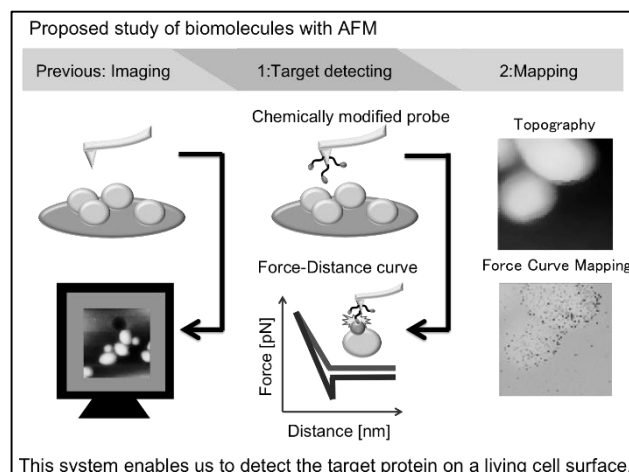 Proposed study of biomolecules with AFM
Previous: Imaging
1:Target detecting
2:Mapping
Chemically modified probe
Topography
Force-Distance curve
Force Curve Mapping
Force [pN]
Distance [nm]
This system enables us to detect the target protein on a living cell surface.